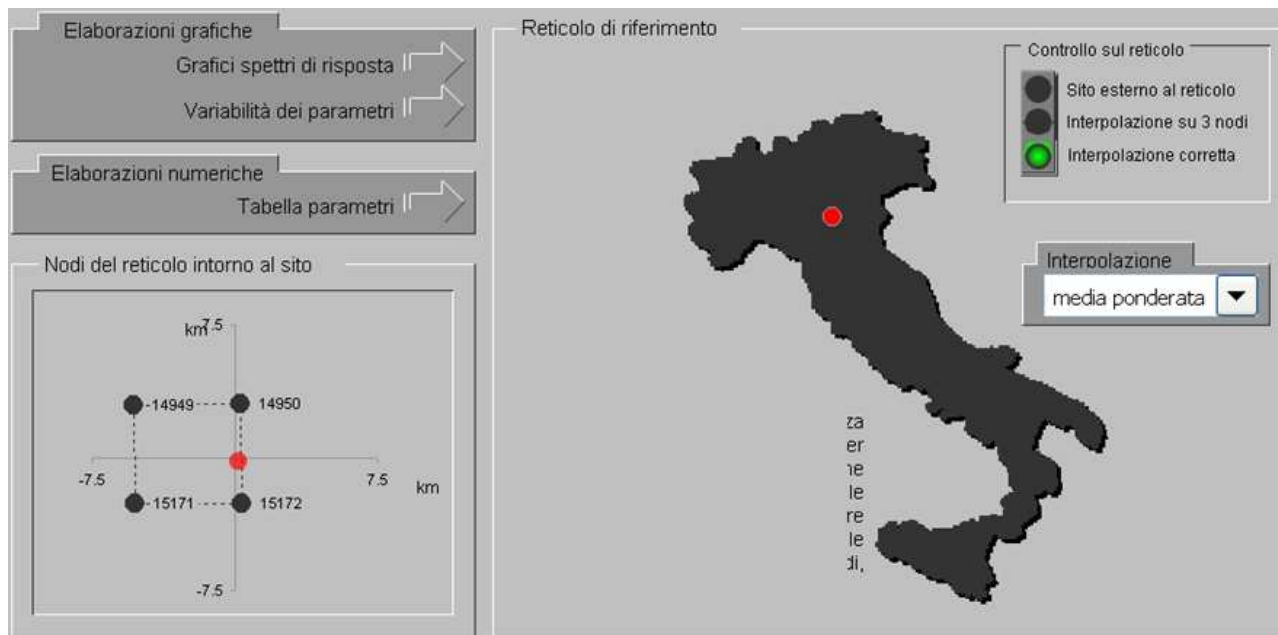 Elaborazioni grafiche
Grafici spettri di risposta
Variabilità dei parametri
Elaborazioni numeriche
Tabella parametri
Nodi del reticolo intorno al sito
km 7.5
14949 14950
-7.5 7.5 km
15171 15172
-7.5
Reticolo di riferimento
Controllo sul reticolo
Sito esterno al reticolo
Interpolazione su 3 nodi
Interpolazione corretta
Interpolazione
media ponderata
za
er
ne
le
re
le
di,